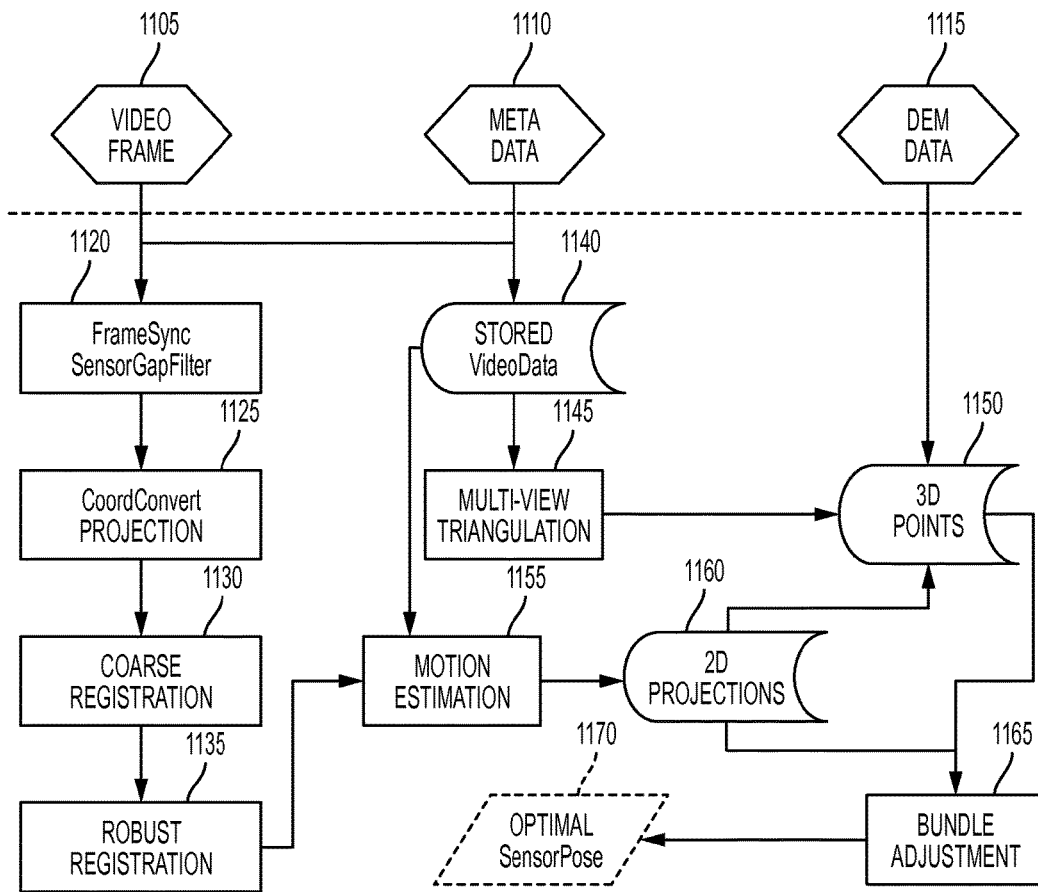 1105
1110
1115
VIDEO
FRAME
META
DATA
DEM
DATA
1120
1140
FrameSync
SensorGapFilter
STORED
VideoData
1125
1145
1150
CoordConvert
PROJECTION
MULTI-VIEW
TRIANGULATION
3D
POINTS
1130
1155
1160
COARSE
REGISTRATION
MOTION
ESTIMATION
2D
PROJECTIONS
1135
1170
1165
ROBUST
REGISTRATION
OPTIMAL
SensorPose
BUNDLE
ADJUSTMENT